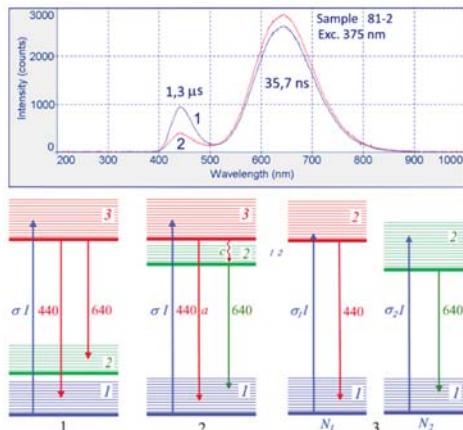 Sample 81-2
Exc. 375 nm
Intensity (counts)
3000
2000
1000
0
1,3 μs
1
2
35,7 ns
200 300 400 500 600 700 800 900 1000
Wavelength (nm)
3
σ I
440
640
2
1
1
3
c
2
σ I
440
a
640
1
2
2
σ₁I
440
1
N₁
3
2
σ₂I
640
1
N₂